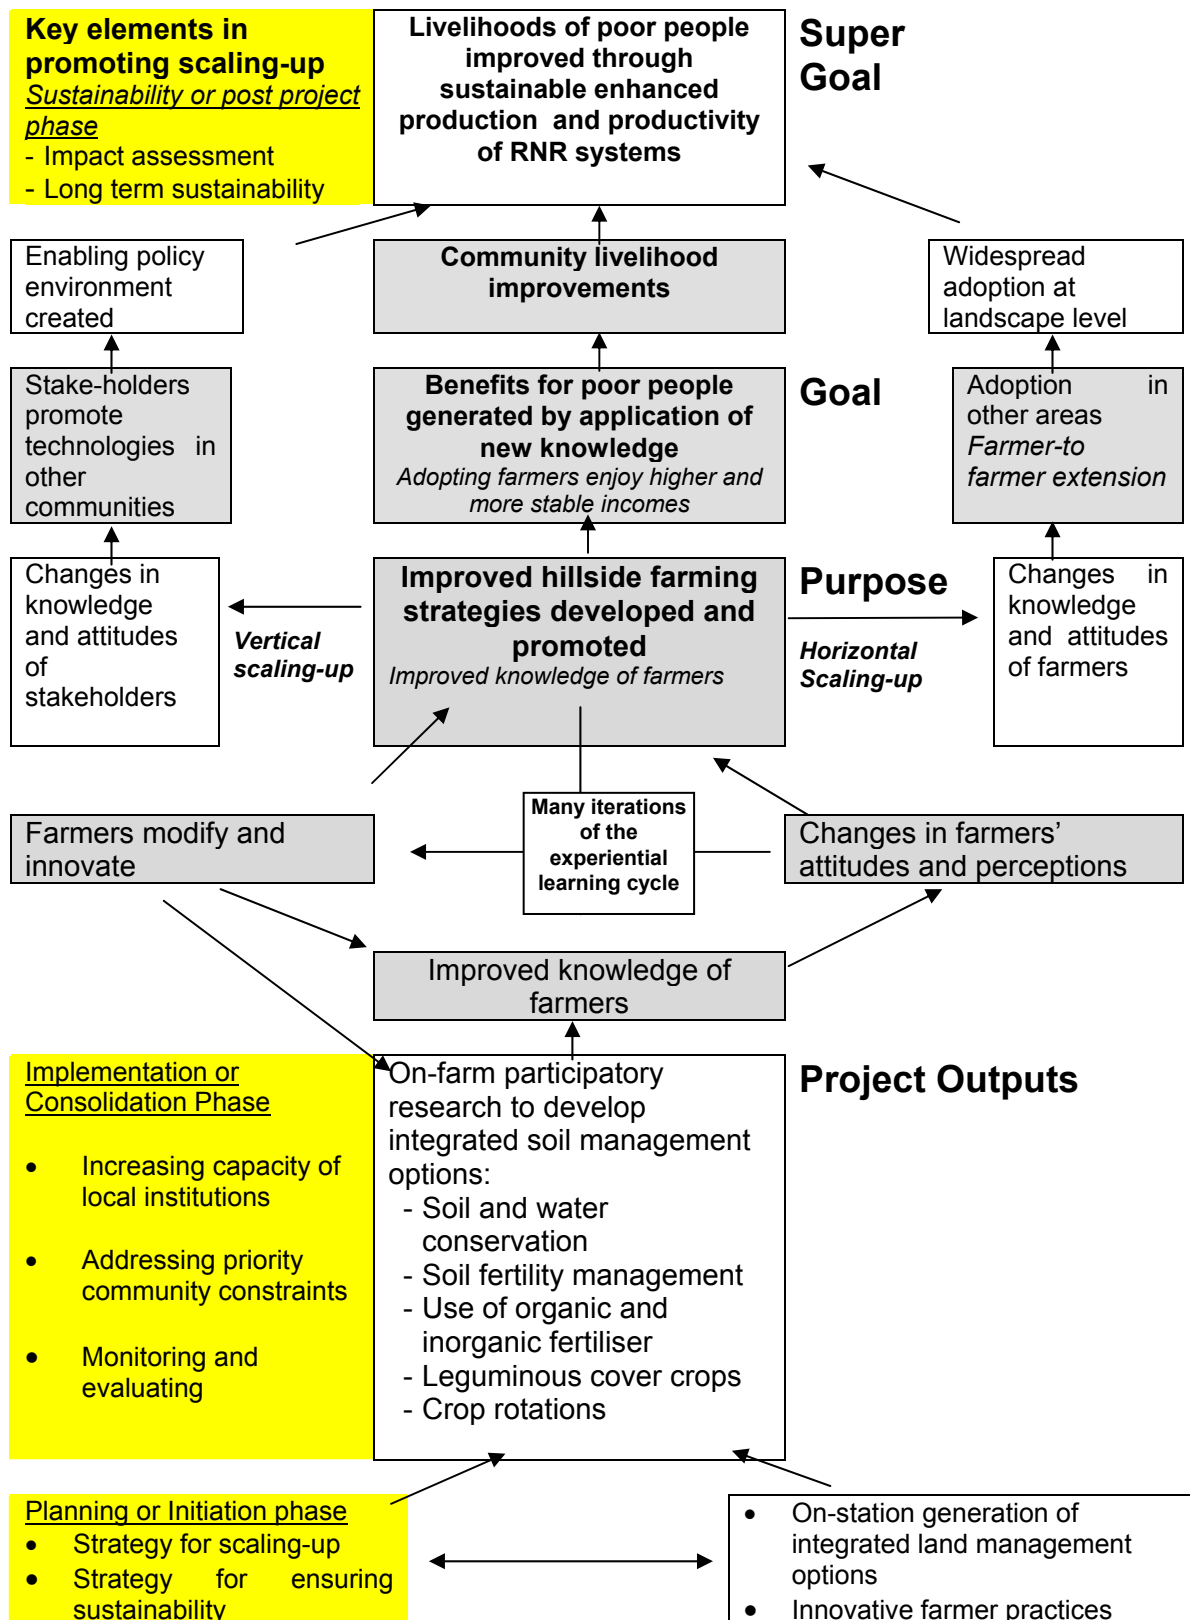 Key elements in
promoting scaling-up
Sustainability or post project
phase
- Impact assessment
- Long term sustainability
Livelihoods of poor people
improved through
sustainable enhanced
production and productivity
of RNR systems
Super
Goal
Enabling policy
environment
created
Community livelihood
improvements
Widespread
adoption at
landscape level
Stake-holders
promote
technologies in
other
communities
Benefits for poor people
generated by application of
new knowledge
Adopting farmers enjoy higher and
more stable incomes
Goal
Adoption in
other areas
Farmer-to
farmer extension
Changes in
knowledge
and attitudes
of
stakeholders
Vertical
scaling-up
Improved hillside farming
strategies developed and
promoted
Improved knowledge of farmers
Purpose
Horizontal
Scaling-up
Changes in
knowledge
and attitudes
of farmers
Farmers modify and
innovate
Many iterations
of the
experiential
learning cycle
Changes in farmers’
attitudes and perceptions
Improved knowledge of
farmers
Implementation or
Consolidation Phase
• Increasing capacity of
local institutions
• Addressing priority
community constraints
• Monitoring and
evaluating
On-farm participatory
research to develop
integrated soil management
options:
- Soil and water
conservation
- Soil fertility management
- Use of organic and
inorganic fertiliser
- Leguminous cover crops
- Crop rotations
Project Outputs
Planning or Initiation phase
• Strategy for scaling-up
• Strategy for ensuring
sustainability
• On-station generation of
integrated land management
options
• Innovative farmer practices